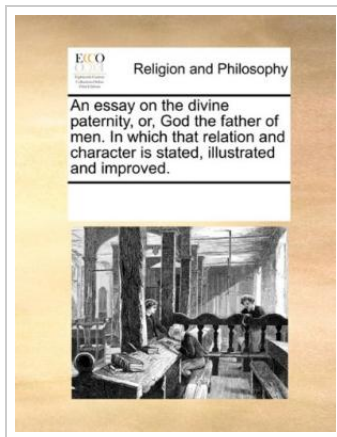 ECCO
Religion and Philosophy
An essay on the divine
paternity, or, God the father of
men. In which that relation and
character is stated, illustrated
and improved.